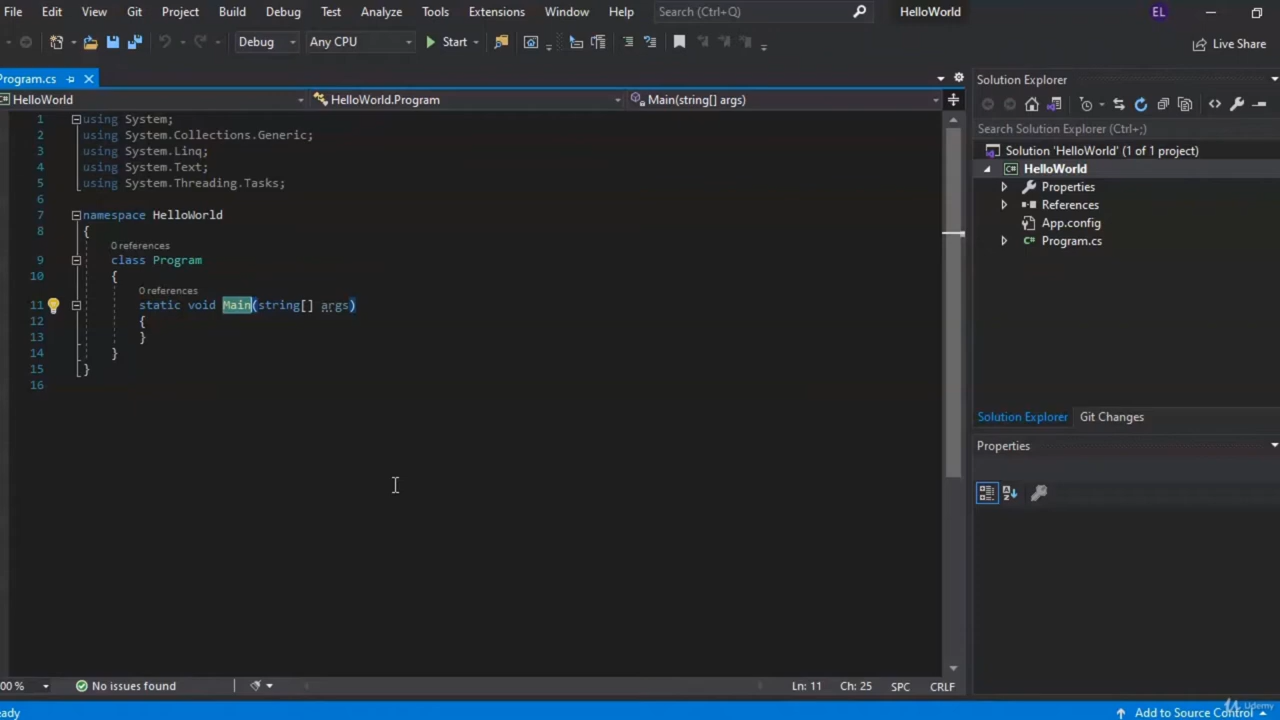 File Edit View Git Project Build Debug Test Analyze Tools Extensions Window Help Search (Ctrl+Q) HelloWorld EL
Debug Any CPU Start Live Share
Program.cs
HelloWorld HelloWorld.Program Main(string[] args)
1 using System;
2 using System.Collections.Generic;
3 using System.Linq;
4 using System.Text;
5 using System.Threading.Tasks;
6
7 namespace HelloWorld
8 {
0 references
9 class Program
10 {
0 references
11 static void Main(string[] args)
12 {
13 }
14 }
15 }
16
Solution Explorer
Search Solution Explorer (Ctrl+;)
Solution 'HelloWorld' (1 of 1 project)
C# HelloWorld
Properties
References
App.config
C# Program.cs
Solution Explorer Git Changes
Properties
00 % No issues found Ln: 11 Ch: 25 SPC CRLF
eady Add to Source Control
Udemy